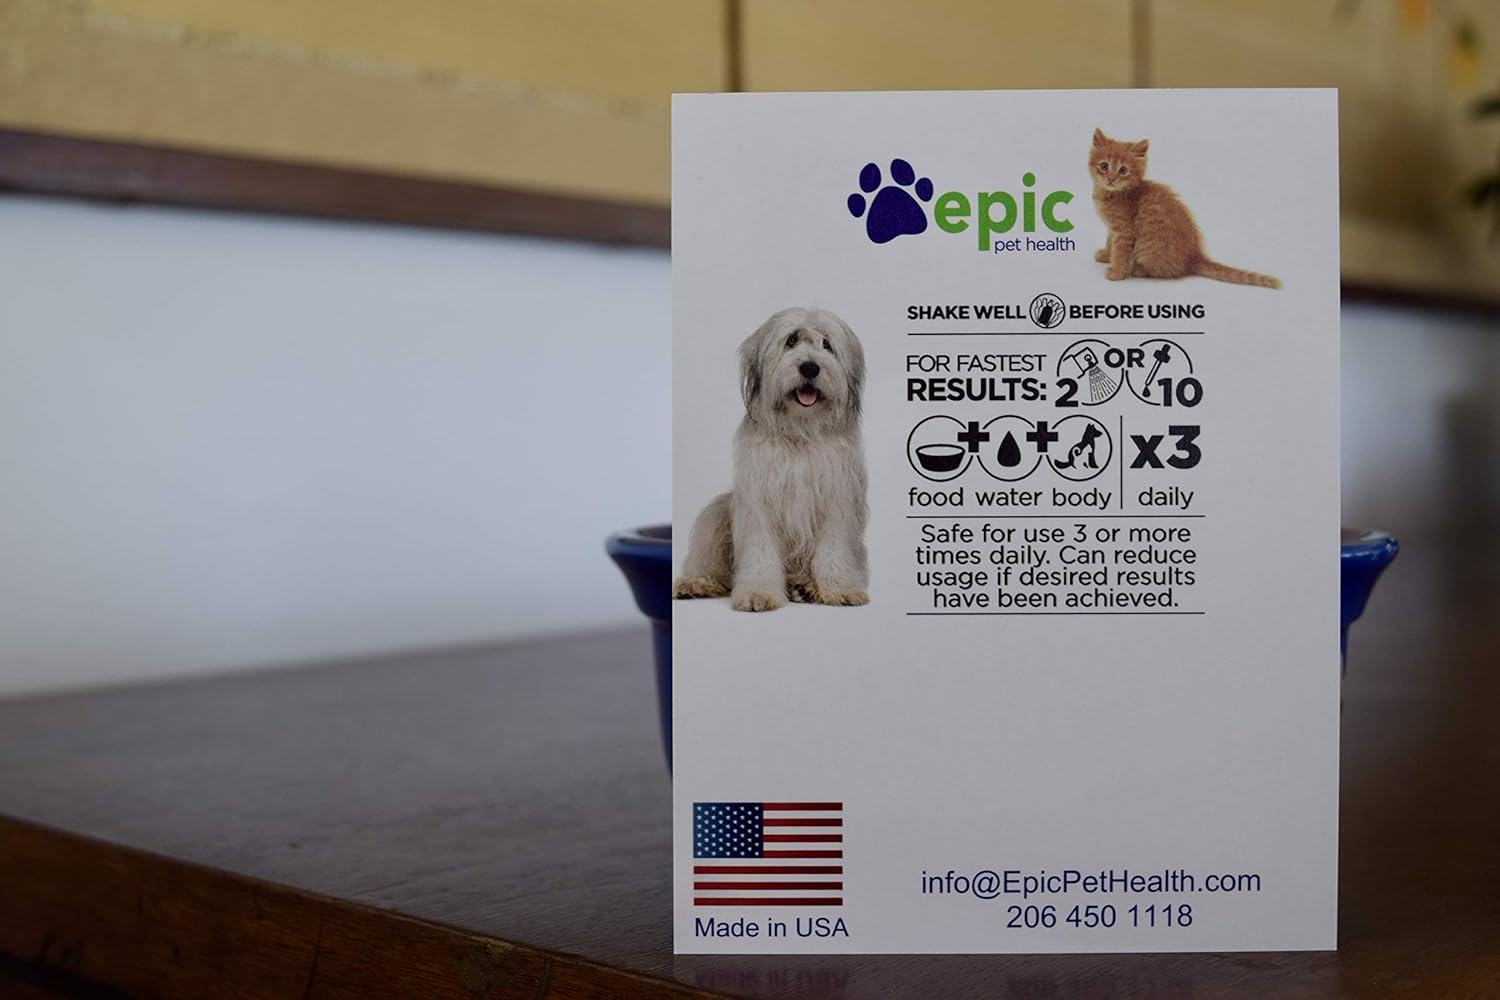 epic
pet health
SHAKE WELL BEFORE USING
FOR FASTEST
RESULTS: 2 OR 10
food water body x3 daily
Safe for use 3 or more
times daily. Can reduce
usage if desired results
have been achieved.
Made in USA
info@EpicPetHealth.com
206 450 1118